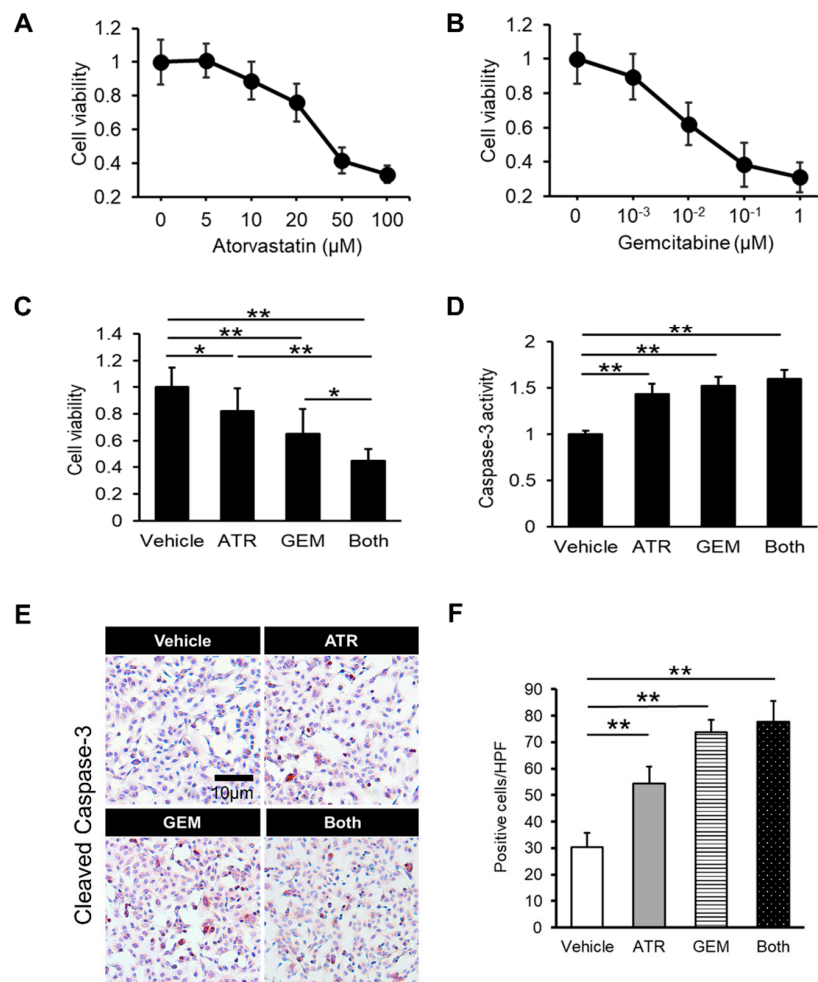 A
Cell viability
1.4
1.2
1
0.8
0.6
0.4
0.2
0 5 10 20 50 100
Atorvastatin (µM)
B
Cell viability
1.4
1.2
1
0.8
0.6
0.4
0.2
0 10⁻³ 10⁻² 10⁻¹ 1
Gemcitabine (µM)
C
Cell viability
1.4
1.2
1
0.8
0.6
0.4
0.2
0
**
**
* **
*
Vehicle ATR GEM Both
D
Caspase-3 activity
2
1.5
1
0.5
0
**
**
**
Vehicle ATR GEM Both
E
Cleaved Caspase-3
Vehicle ATR
10µm
GEM Both
F
Positive cells/HPF
90
80
70
60
50
40
30
20
10
0
**
**
**
Vehicle ATR GEM Both